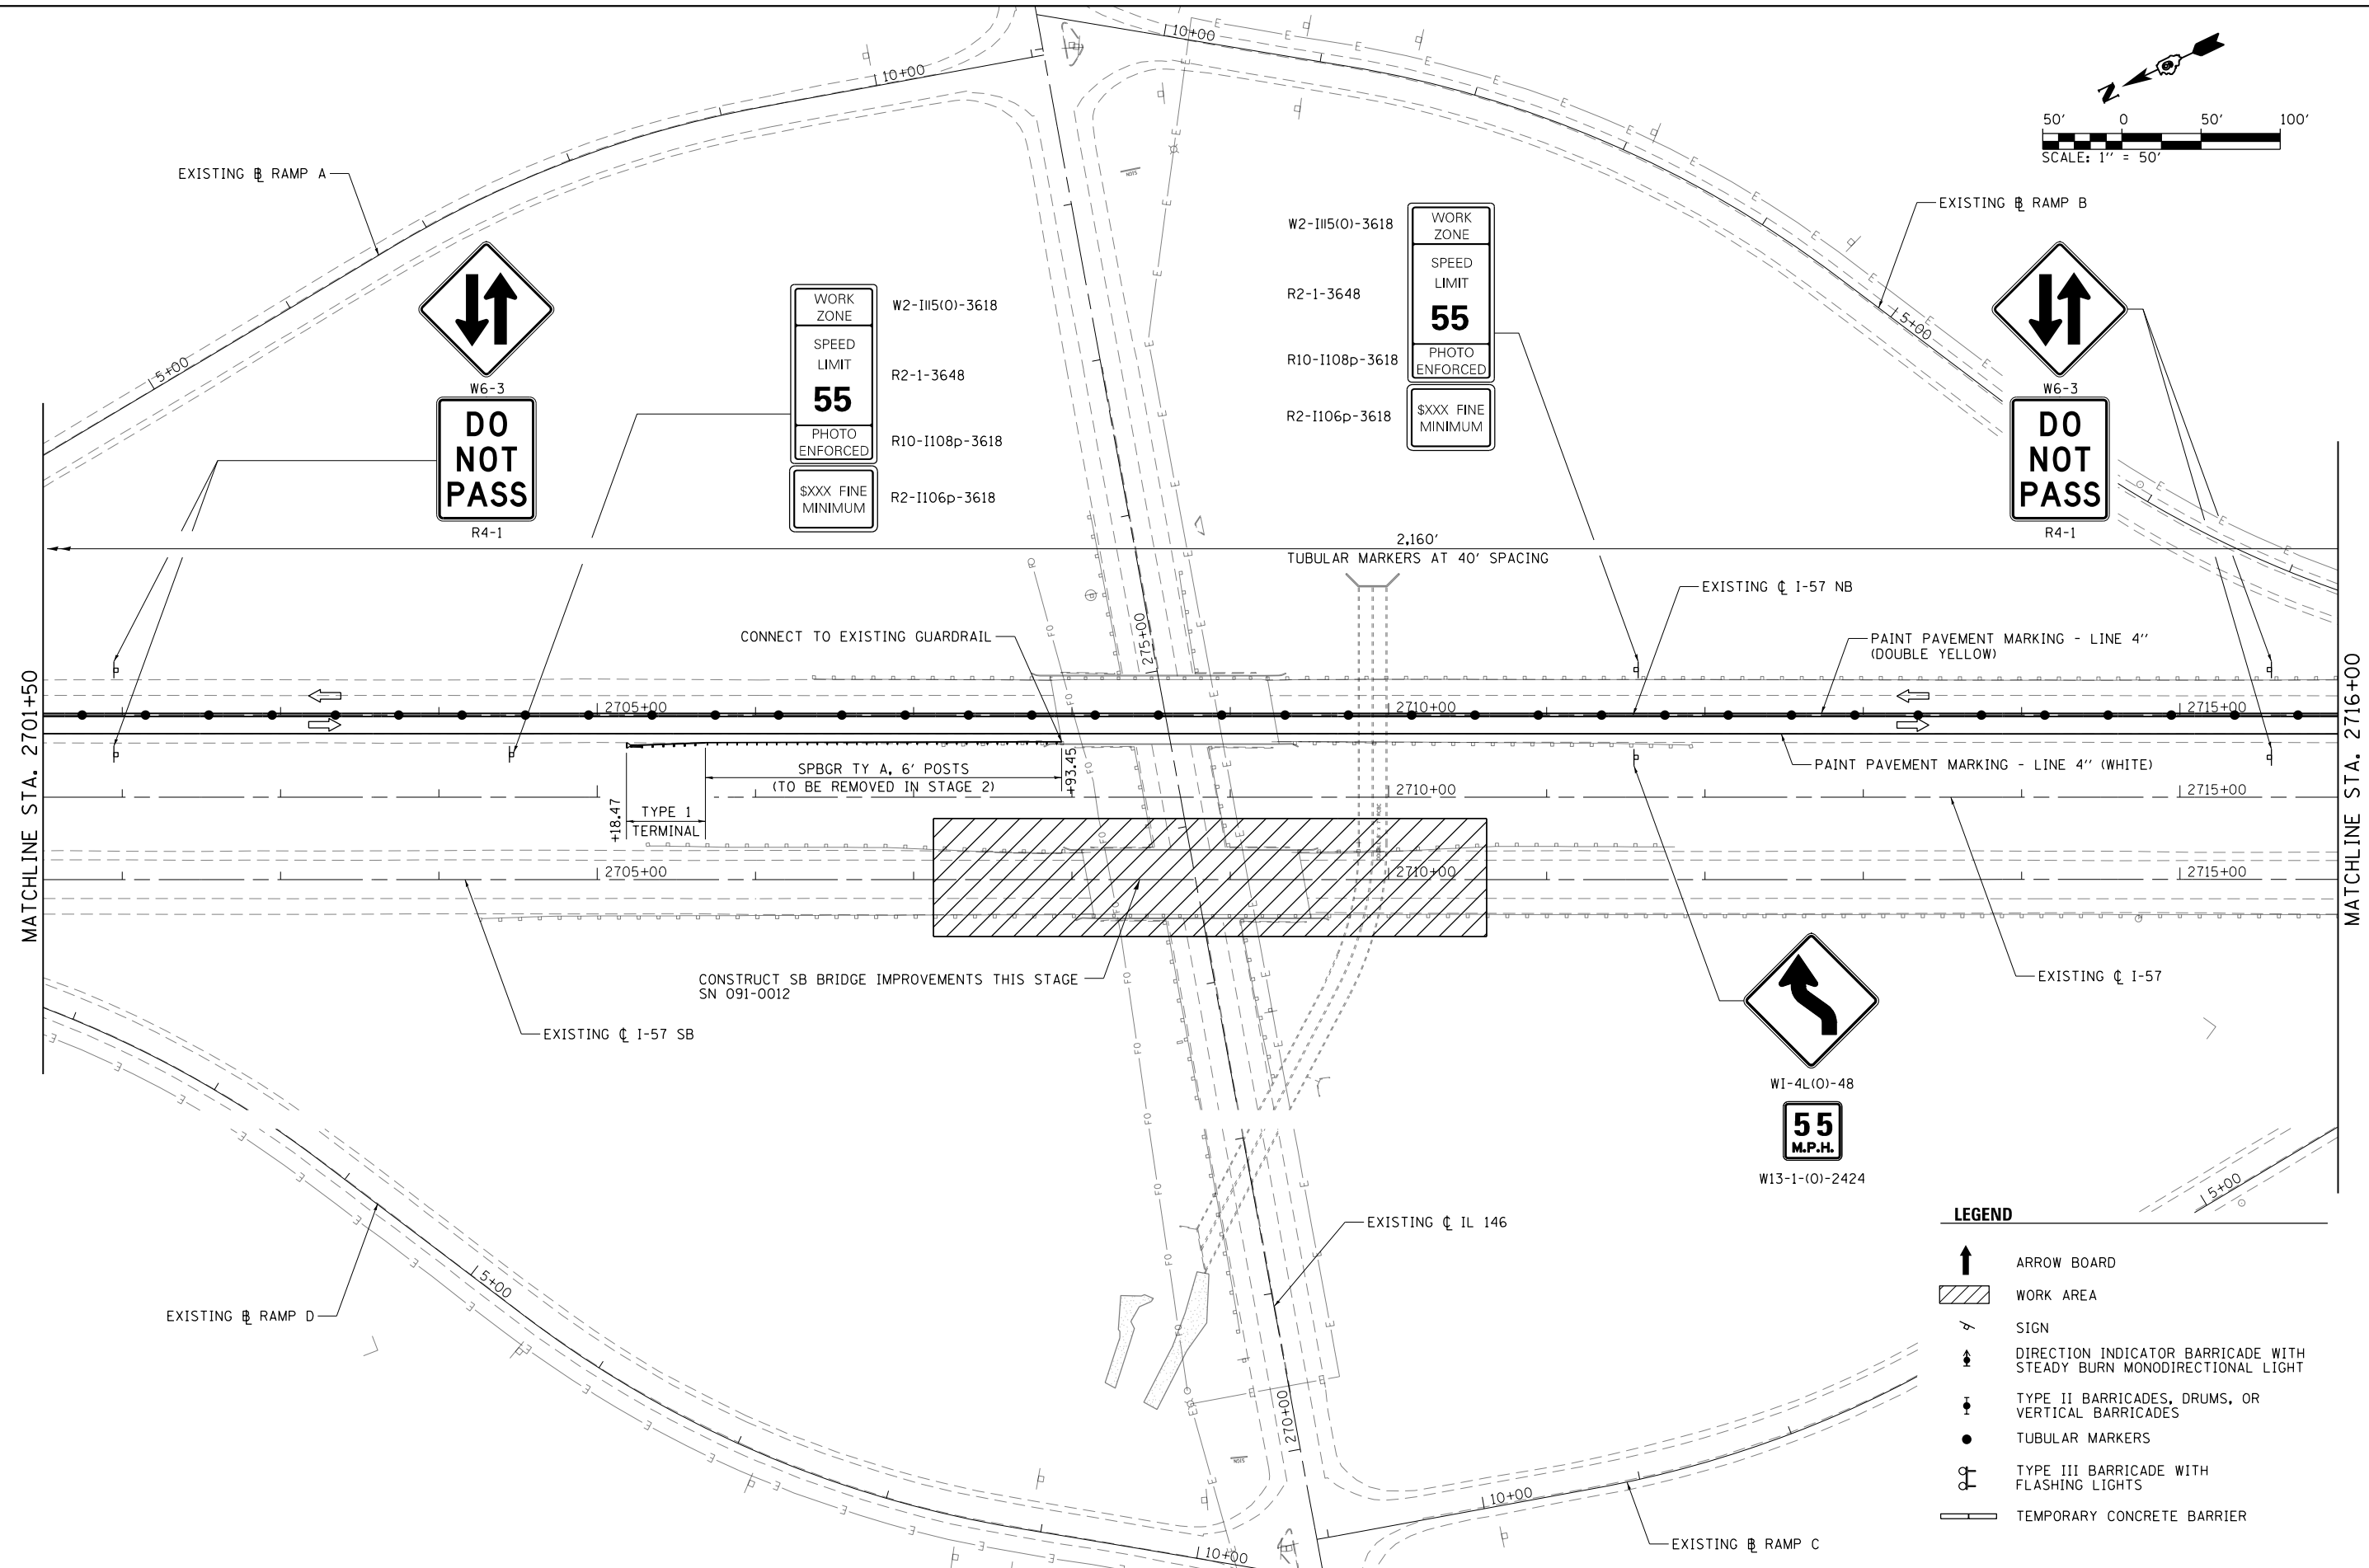 10+00
10+00
N
50' 0 50' 100'
SCALE: 1'' = 50'
EXISTING ⅊ RAMP A
EXISTING ⅊ RAMP B
5+00
5+00
W6-3
DO
NOT
PASS
R4-1
WORK
ZONE
SPEED
LIMIT
55
PHOTO
ENFORCED
$XXX FINE
MINIMUM
W2-I115(O)-3618
R2-1-3648
R10-I108p-3618
R2-I106p-3618
W2-I115(O)-3618
R2-1-3648
R10-I108p-3618
R2-I106p-3618
WORK
ZONE
SPEED
LIMIT
55
PHOTO
ENFORCED
$XXX FINE
MINIMUM
W6-3
DO
NOT
PASS
R4-1
2,160'
TUBULAR MARKERS AT 40' SPACING
EXISTING ℄ I-57 NB
CONNECT TO EXISTING GUARDRAIL
275+00
PAINT PAVEMENT MARKING - LINE 4''
(DOUBLE YELLOW)
MATCHLINE STA. 2701+50
MATCHLINE STA. 2716+00
2705+00
2710+00
2715+00
SPBGR TY A, 6' POSTS
(TO BE REMOVED IN STAGE 2)
+93.45
+18.47
TYPE 1
TERMINAL
PAINT PAVEMENT MARKING - LINE 4'' (WHITE)
2710+00
2715+00
2705+00
2710+00
2715+00
CONSTRUCT SB BRIDGE IMPROVEMENTS THIS STAGE
SN 091-0012
EXISTING ℄ I-57
EXISTING ℄ I-57 SB
WI-4L(O)-48
55
M.P.H.
W13-1-(O)-2424
5+00
EXISTING ℄ IL 146
5+00
EXISTING ⅊ RAMP D
270+00
10+00
10+00
EXISTING ⅊ RAMP C
LEGEND
ARROW BOARD
WORK AREA
SIGN
DIRECTION INDICATOR BARRICADE WITH
STEADY BURN MONODIRECTIONAL LIGHT
TYPE II BARRICADES, DRUMS, OR
VERTICAL BARRICADES
TUBULAR MARKERS
TYPE III BARRICADE WITH
FLASHING LIGHTS
TEMPORARY CONCRETE BARRIER